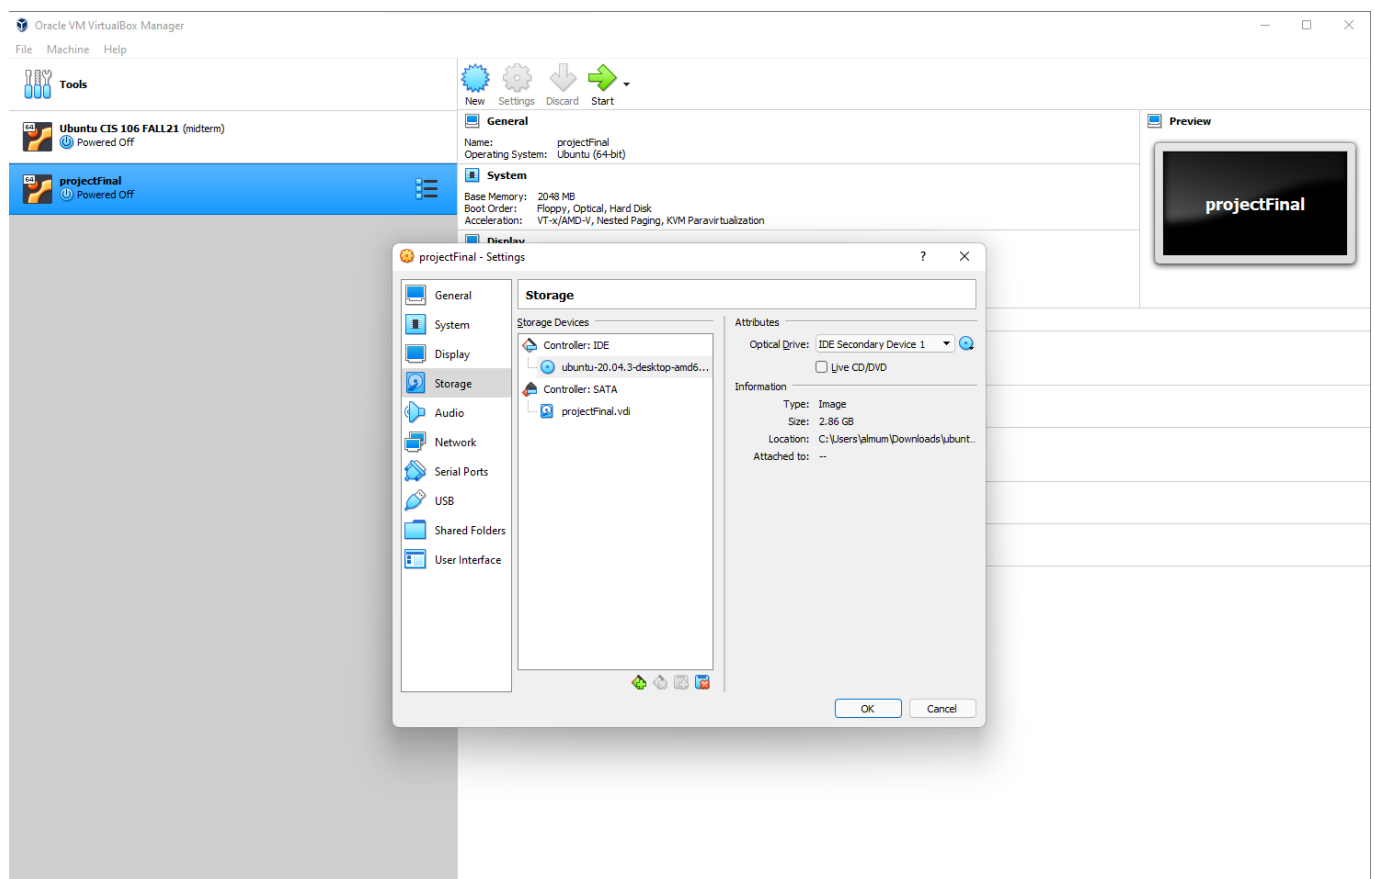 Oracle VM VirtualBox Manager
File Machine Help
Tools
New Settings Discard Start
64 Ubuntu CIS 106 FALL21 (midterm)
Powered Off
64 projectFinal
Powered Off
General
Name: projectFinal
Operating System: Ubuntu (64-bit)
System
Base Memory: 2048 MB
Boot Order: Floppy, Optical, Hard Disk
Acceleration: VT-x/AMD-V, Nested Paging, KVM Paravirtualization
Display
Preview
projectFinal
projectFinal - Settings
? X
General
System
Display
Storage
Audio
Network
Serial Ports
USB
Shared Folders
User Interface
Storage
Storage Devices
Controller: IDE
ubuntu-20.04.3-desktop-amd6...
Controller: SATA
projectFinal.vdi
Attributes
Optical Drive: IDE Secondary Device 1
Live CD/DVD
Information
Type: Image
Size: 2.86 GB
Location: C:\Users\almum\Downloads\ubunt...
Attached to: --
OK Cancel